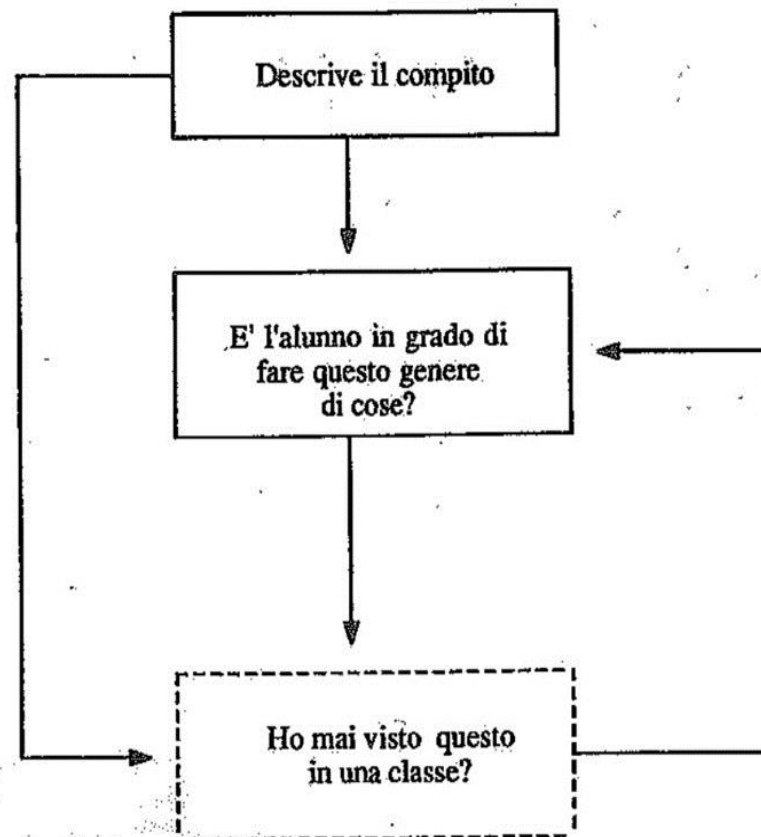 Descrive il compito
E' l'alunno in grado di
fare questo genere
di cose?
Ho mai visto questo
in una classe?